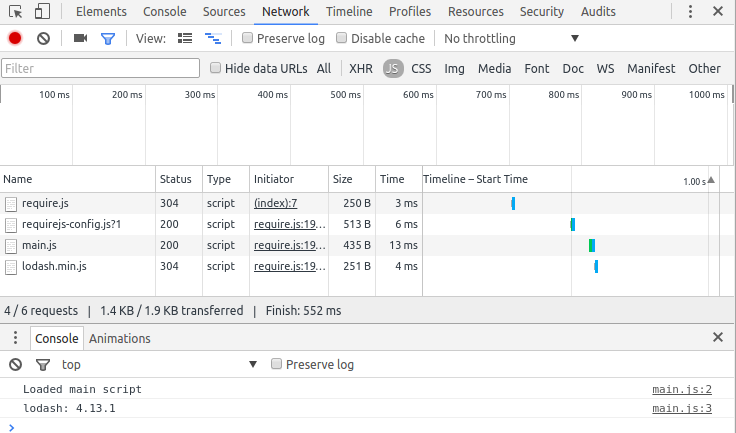 Elements Console Sources Network Timeline Profiles Resources Security Audits
View: Preserve log Disable cache No throttling
Filter Hide data URLs All XHR JS CSS Img Media Font Doc WS Manifest Other
100 ms 200 ms 300 ms 400 ms 500 ms 600 ms 700 ms 800 ms 900 ms 1000 ms
Name Status Type Initiator Size Time Timeline – Start Time 1.00 s
require.js 304 script (index):7 250 B 3 ms
requirejs-config.js?1 200 script require.js:19… 513 B 6 ms
main.js 200 script require.js:19… 435 B 13 ms
lodash.min.js 304 script require.js:19… 251 B 4 ms
4 / 6 requests | 1.4 KB / 1.9 KB transferred | Finish: 552 ms
Console Animations
top Preserve log
Loaded main script main.js:2
lodash: 4.13.1 main.js:3